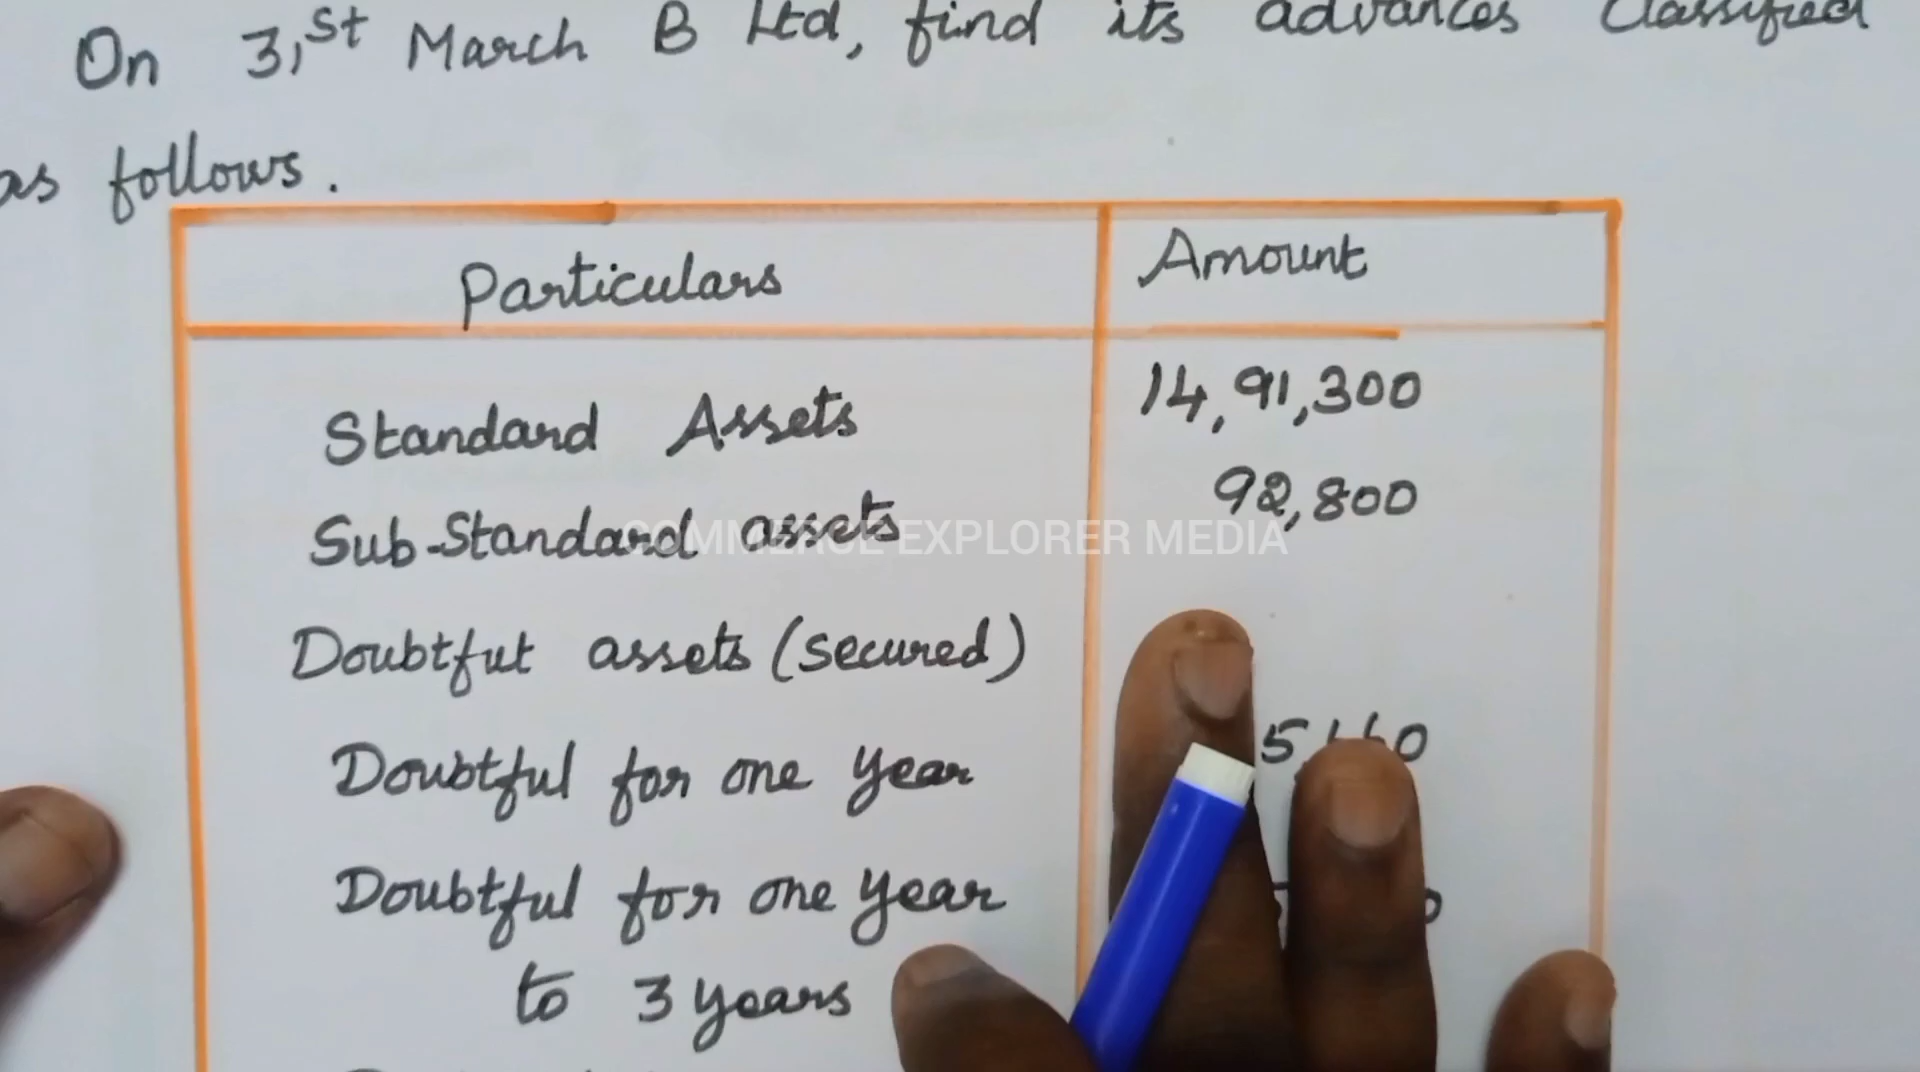 On 31st March B Ltd, find its advances classified
as follows.
Particulars Amount
Standard Assets 14,91,300
Sub-Standard assets 92,800
COMMERCE EXPLORER MEDIA
Doubtful assets (secured)
Doubtful for one year
Doubtful for one year
to 3 years